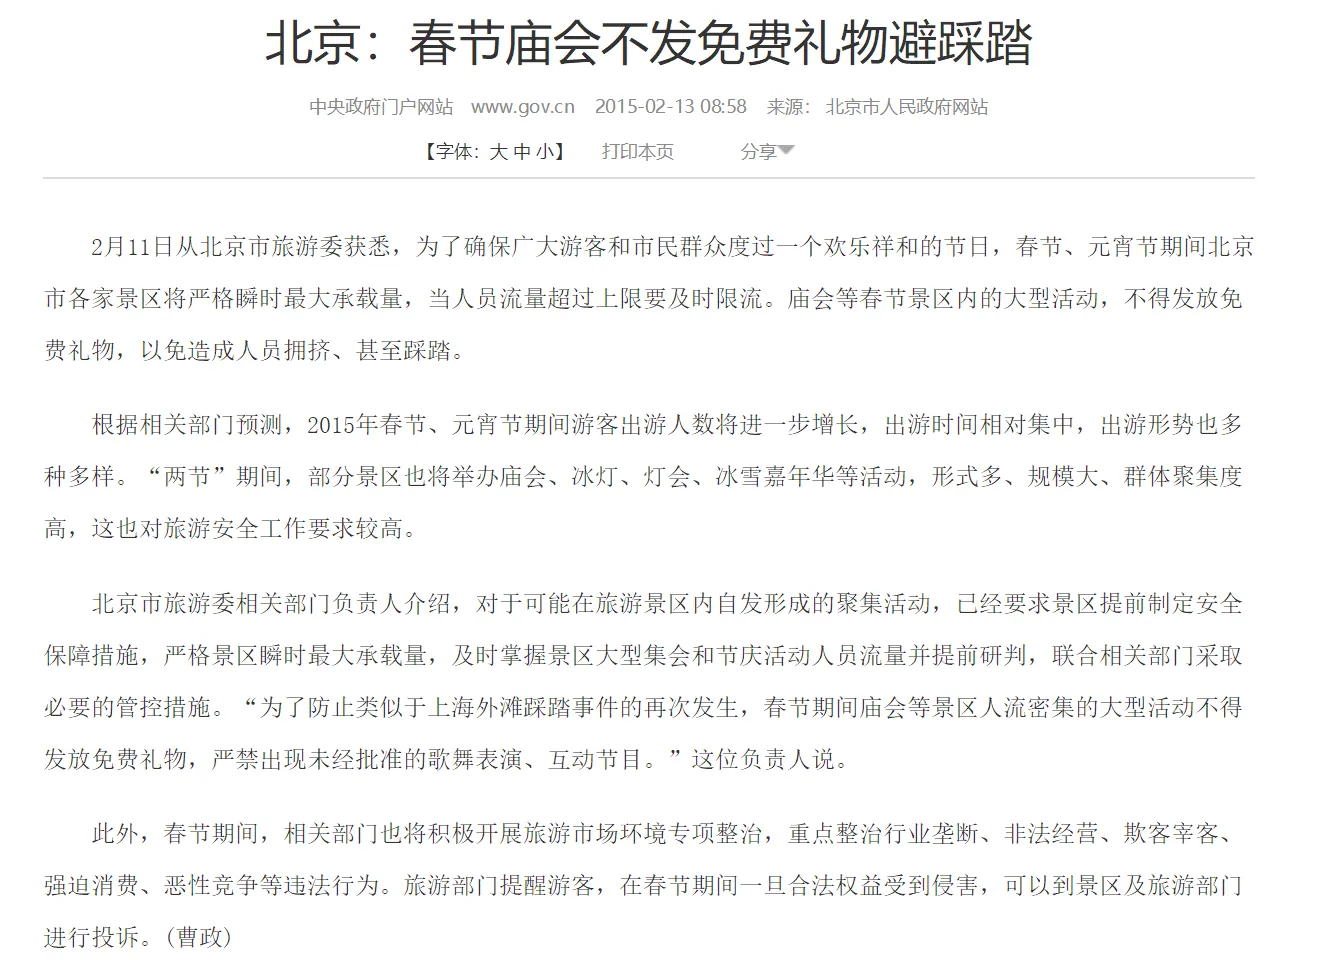 北京：春节庙会不发免费礼物避踩踏
中央政府门户网站 www.gov.cn 2015-02-13 08:58 来源： 北京市人民政府网站
【字体：大 中 小】 打印本页 分享
2月11日从北京市旅游委获悉，为了确保广大游客和市民群众度过一个欢乐祥和的节日，春节、元宵节期间北京
市各家景区将严格瞬时最大承载量，当人员流量超过上限要及时限流。庙会等春节景区内的大型活动，不得发放免
费礼物，以免造成人员拥挤、甚至踩踏。
根据相关部门预测，2015年春节、元宵节期间游客出游人数将进一步增长，出游时间相对集中，出游形势也多
种多样。“两节”期间，部分景区也将举办庙会、冰灯、灯会、冰雪嘉年华等活动，形式多、规模大、群体聚集度
高，这也对旅游安全工作要求较高。
北京市旅游委相关部门负责人介绍，对于可能在旅游景区内自发形成的聚集活动，已经要求景区提前制定安全
保障措施，严格景区瞬时最大承载量，及时掌握景区大型集会和节庆活动人员流量并提前研判，联合相关部门采取
必要的管控措施。“为了防止类似于上海外滩踩踏事件的再次发生，春节期间庙会等景区人流密集的大型活动不得
发放免费礼物，严禁出现未经批准的歌舞表演、互动节目。”这位负责人说。
此外，春节期间，相关部门也将积极开展旅游市场环境专项整治，重点整治行业垄断、非法经营、欺客宰客、
强迫消费、恶性竞争等违法行为。旅游部门提醒游客，在春节期间一旦合法权益受到侵害，可以到景区及旅游部门
进行投诉。(曹政)